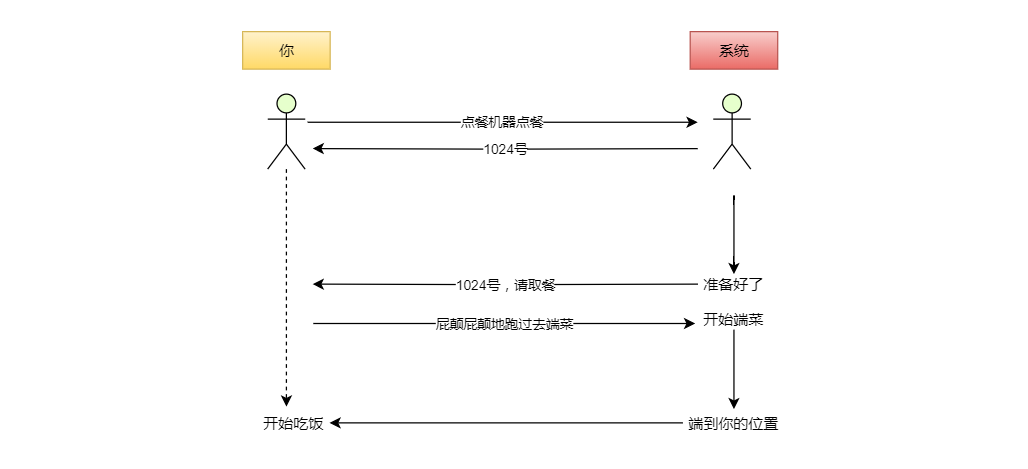 你
系统
点餐机器点餐
1024号
1024号，请取餐
准备好了
屁颠屁颠地跑过去端菜
开始端菜
开始吃饭
端到你的位置